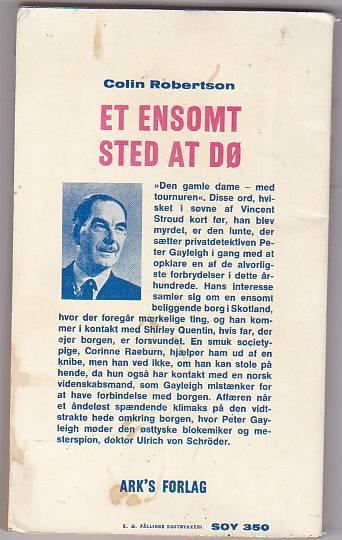 Colin Robertson
ET ENSOMT
STED AT DØ
»Den gamle dame – med
tournuren«. Disse ord, hvi-
sket i søvne af Vincent
Stroud kort før, han blev
myrdet, er den lunte, der
sætter privatdetektiven Pe-
ter Gayleigh i gang med at
opklare en af de alvorlig-
ste forbrydelser i dette år-
hundrede. Hans interesse
samler sig om en ensomt
beliggende borg i Skotland,
hvor der foregår mærkelige ting, og han kom-
mer i kontakt med Shirley Quentin, hvis far, der
ejer borgen, er forsvundet. En smuk society-
pige, Corinne Raeburn, hjælper ham ud af en
knibe, men han ved ikke, om han kan stole på
hende, da hun også har kontakt med en norsk
videnskabsmand, som Gayleigh mistænker for
at have forbindelse med borgen. Affæren når
et åndeløst spændende klimaks på den vidt-
strakte hede omkring borgen, hvor Peter Gay-
leigh møder den østtyske blokemiker og me-
sterspion, doktor Ulrich von Schröder.
ARK'S FORLAG
E. M. FÄLLINGS BOGTRYKKERI SOY 350